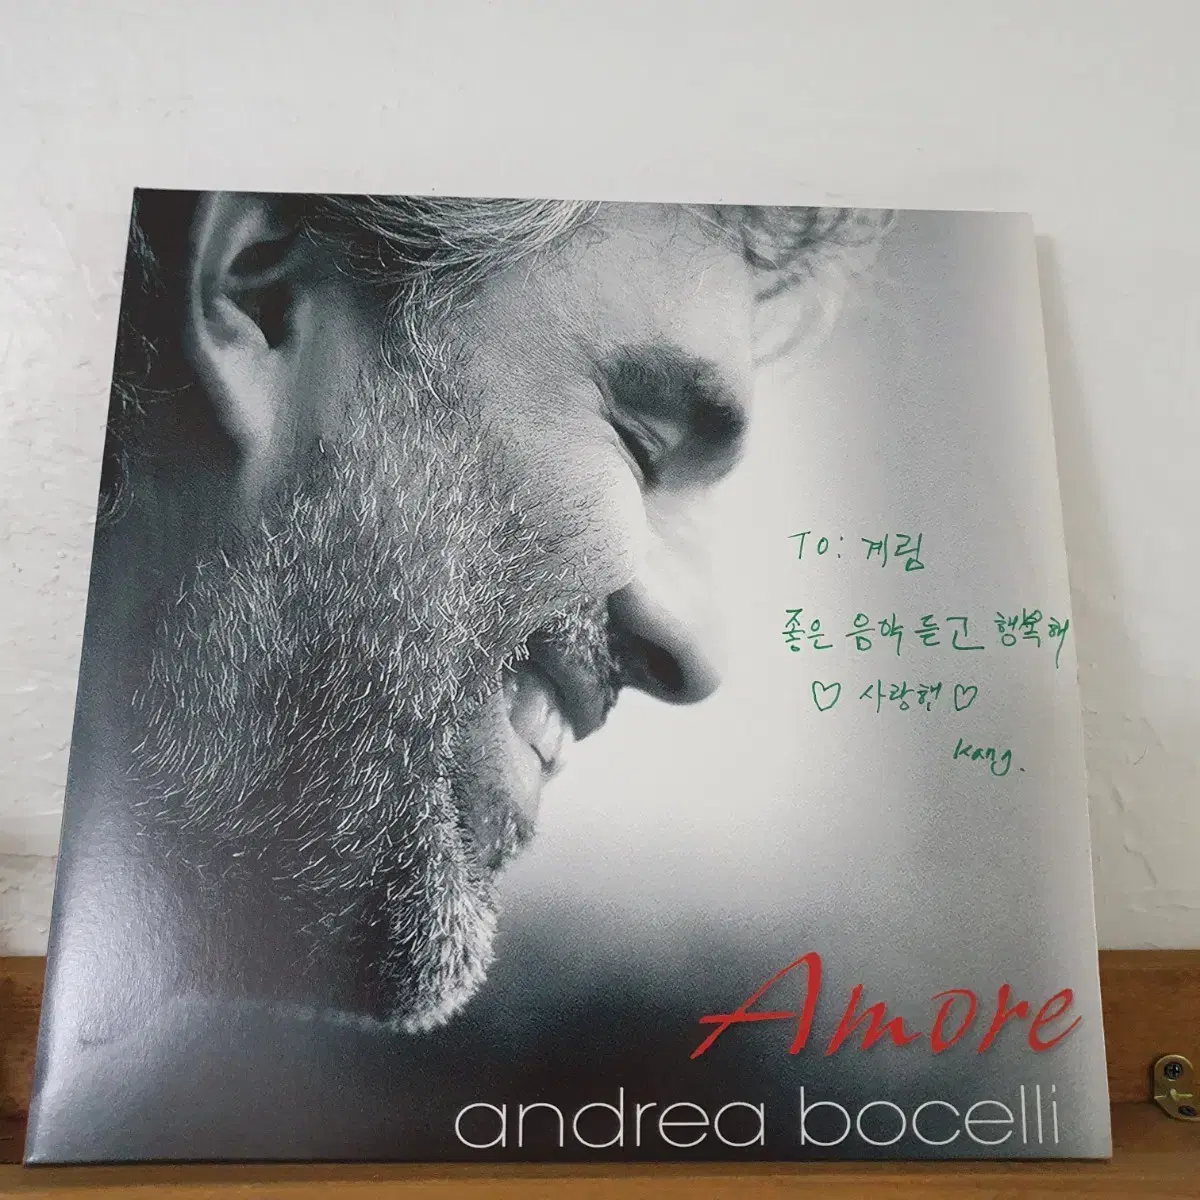 To: 계림
좋은 음악 듣고 행복해
♡ 사랑해 ♡
Kang.
Amore
andrea bocelli